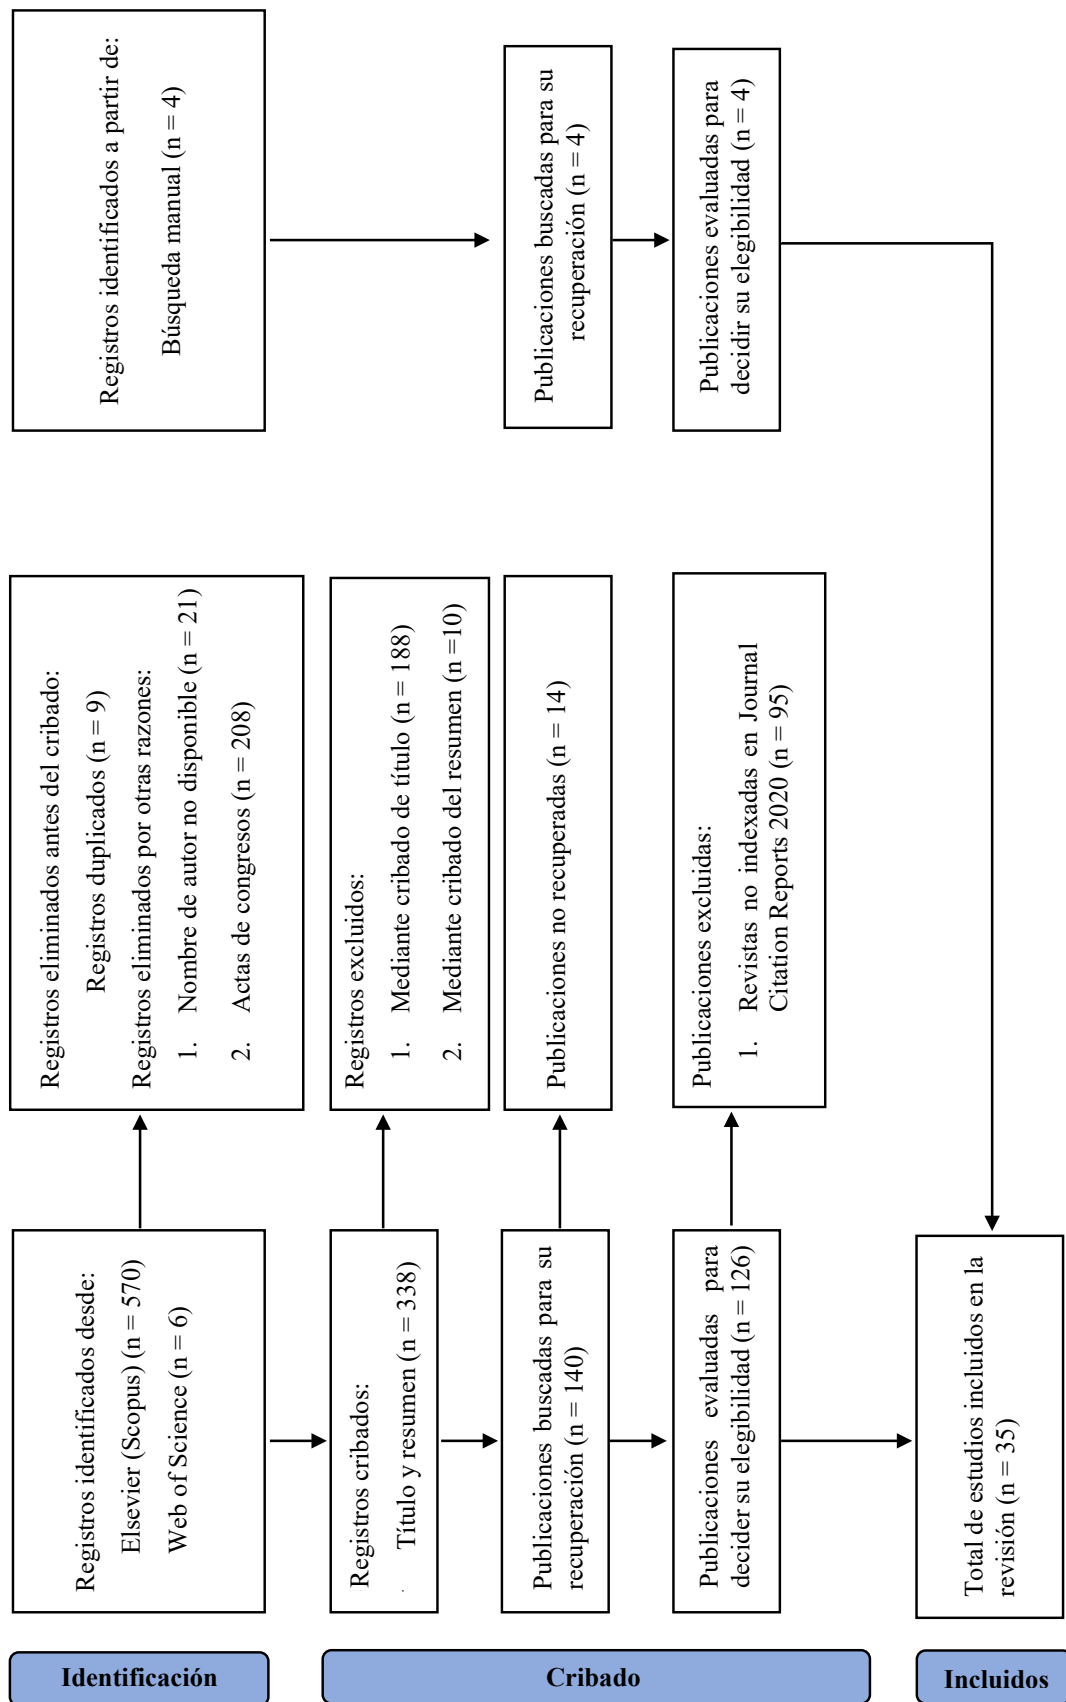 Identificación
Registros identificados desde:
Elsevier (Scopus) (n = 570)
Web of Science (n = 6)
Registros eliminados antes del cribado:
Registros duplicados (n = 9)
Registros eliminados por otras razones:
1. Nombre de autor no disponible (n = 21)
2. Actas de congresos (n = 208)
Registros identificados a partir de:
Búsqueda manual (n = 4)
Cribado
Registros cribados:
. Título y resumen (n = 338)
Registros excluidos:
1. Mediante cribado de título (n = 188)
2. Mediante cribado del resumen (n =10)
Publicaciones buscadas para su
recuperación (n = 140)
Publicaciones no recuperadas (n = 14)
Publicaciones buscadas para su
recuperación (n = 4)
Publicaciones evaluadas para
decider su elegibilidad (n = 126)
Publicaciones excluidas:
1. Revistas no indexadas en Journal
Citation Reports 2020 (n = 95)
Publicaciones evaluadas para
decidir su elegibilidad (n = 4)
Incluidos
Total de estudios incluidos en la
revisión (n = 35)